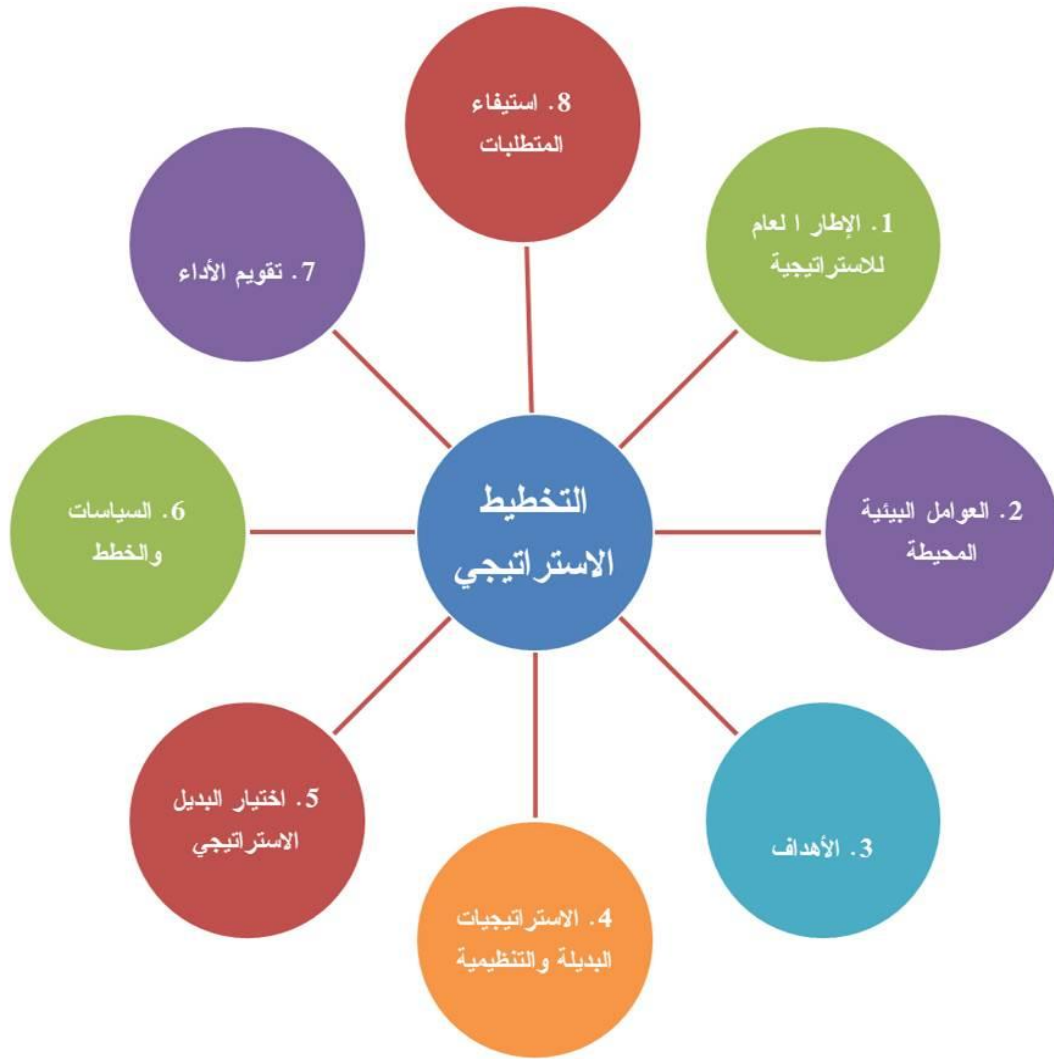 التخطيط
الاستراتيجي
1. الإطار ا لعام
للاستراتيجية
2. العوامل البيئية
المحيطة
3. الأهداف
4. الاستراتيجيات
البديلة والتنظيمية
5. اختيار البديل
الاستراتيجي
6. السياسات
والخطط
7. تقويم الأداء
8. استيفاء
المتطلبات